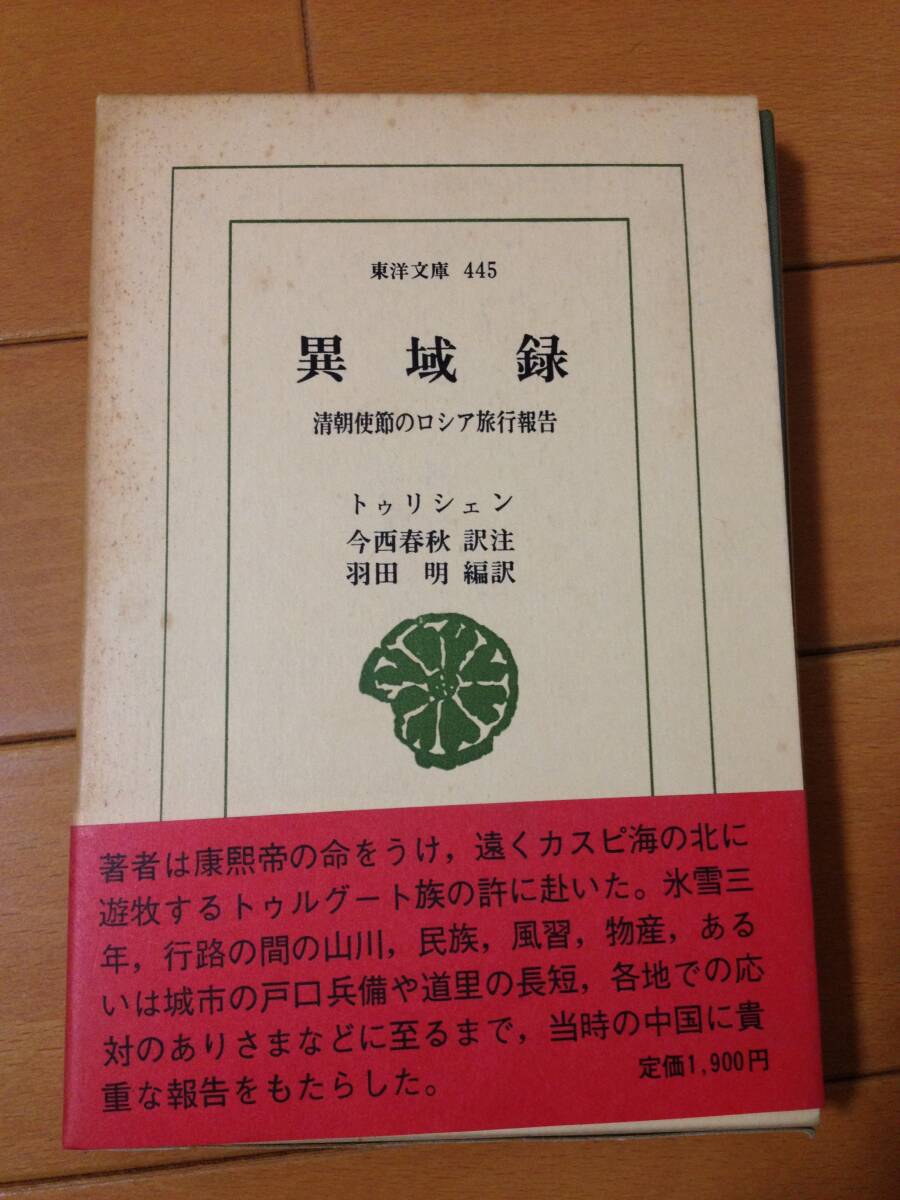 東洋文庫 445
異域録
清朝使節のロシア旅行報告
トゥリシェン
今西春秋 訳注
羽田 明 編訳
著者は康熙帝の命をうけ，遠くカスピ海の北に
遊牧するトゥルグート族の許に赴いた。氷雪三
年，行路の間の山川，民族，風習，物産，ある
いは城市の戸口兵備や道里の長短，各地での応
対のありさまなどに至るまで，当時の中国に貴
重な報告をもたらした。
定価1,900円